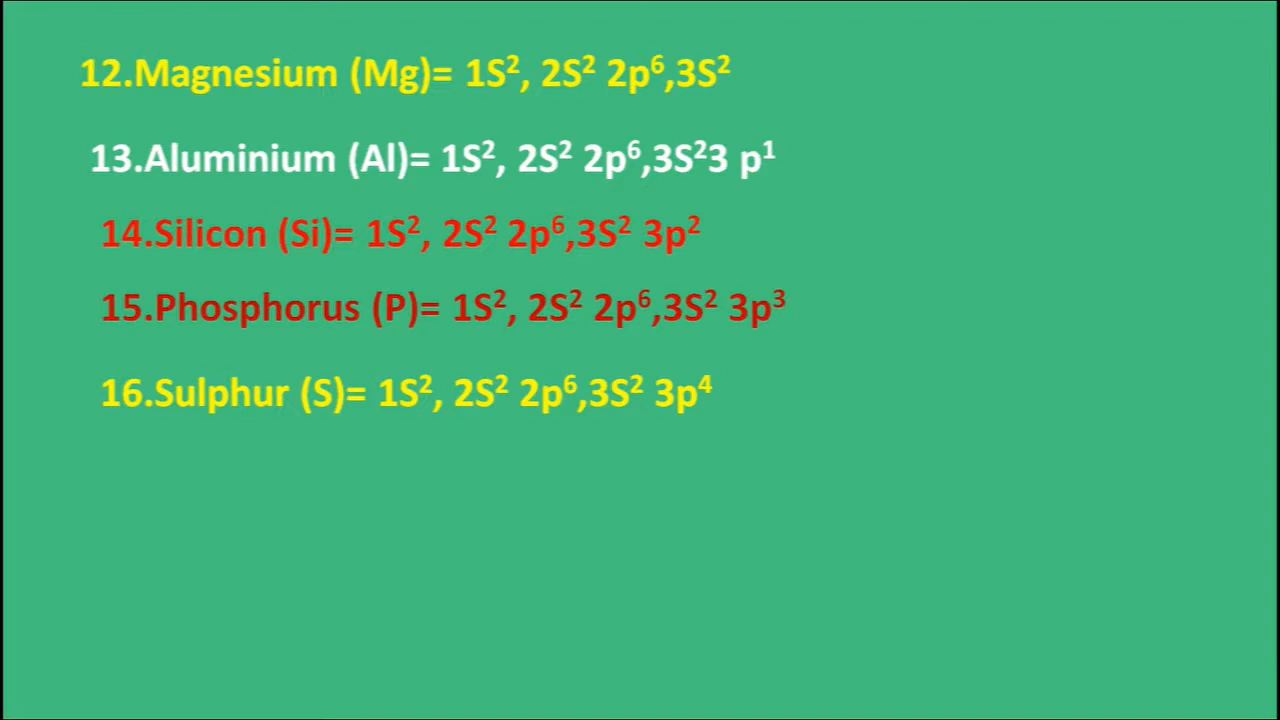 12.Magnesium (Mg)= 1S², 2S² 2p⁶,3S²
13.Aluminium (Al)= 1S², 2S² 2p⁶,3S²3 p¹
14.Silicon (Si)= 1S², 2S² 2p⁶,3S² 3p²
15.Phosphorus (P)= 1S², 2S² 2p⁶,3S² 3p³
16.Sulphur (S)= 1S², 2S² 2p⁶,3S² 3p⁴